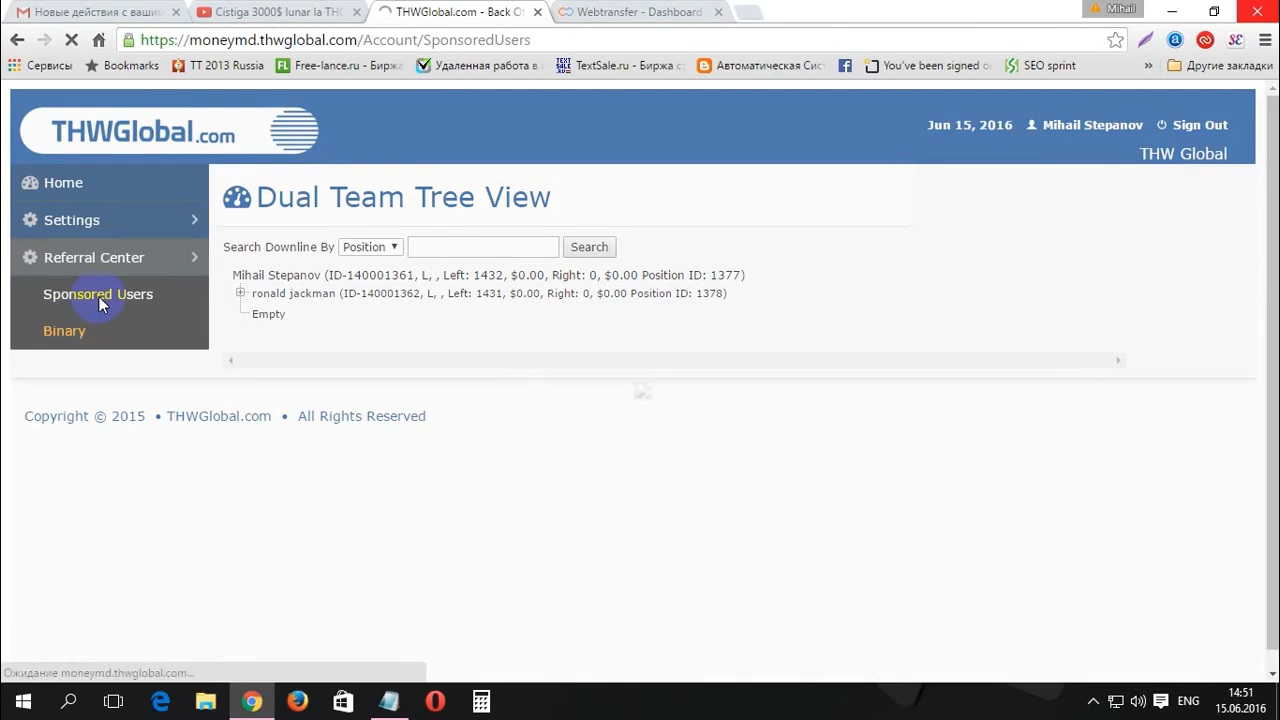 Новые действия с вашим
Cistiga 3000$ lunar la THC
THWGlobal.com - Back Of
Webtransfer - Dashboard
Mihail
https://moneymd.thwglobal.com/Account/SponsoredUsers
Сервисы
Bookmarks
TT 2013 Russia
Free-lance.ru - Биржа
Удаленная работа в
TextSale.ru - Биржа с
Автоматическая Сис
You've been signed o
SEO sprint
»
Другие закладки
THWGlobal.com
Jun 15, 2016
Mihail Stepanov
Sign Out
THW Global
Home
Settings
Referral Center
Sponsored Users
Binary
Dual Team Tree View
Search Downline By
Position
Search
Mihail Stepanov (ID-140001361, L, , Left: 1432, $0.00, Right: 0, $0.00 Position ID: 1377)
ronald jackman (ID-140001362, L, , Left: 1431, $0.00, Right: 0, $0.00 Position ID: 1378)
Empty
Copyright © 2015 • THWGlobal.com • All Rights Reserved
Ожидание moneymd.thwglobal.com...
ENG
14:51
15.06.2016